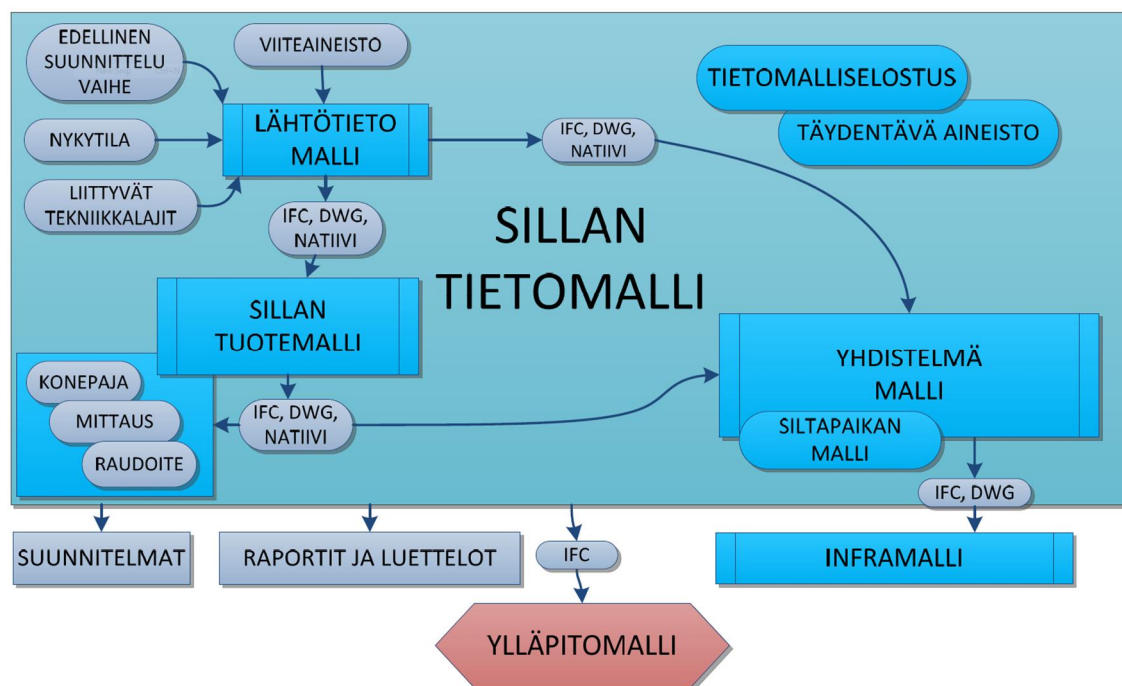 EDELLINEN
SUUNNITTELU
VAIHE
VIITEAINEISTO
NYKYTILA
LIITTYVÄT
TEKNIIKKALAJIT
LÄHTÖTIETO
MALLI
IFC, DWG,
NATIIVI
TIETOMALLISELOSTUS
TÄYDENTÄVÄ AINEISTO
IFC, DWG,
NATIIVI
SILLAN
TIETOMALLI
SILLAN
TUOTEMALLI
YHDISTELMÄ
MALLI
SILTAPAIKAN
MALLI
KONEPAJA
MITTAUS
RAUDOITE
IFC, DWG,
NATIIVI
IFC, DWG
SUUNNITELMAT
RAPORTIT JA LUETTELOT
IFC
INFRAMALLI
YLLÄPITOMALLI